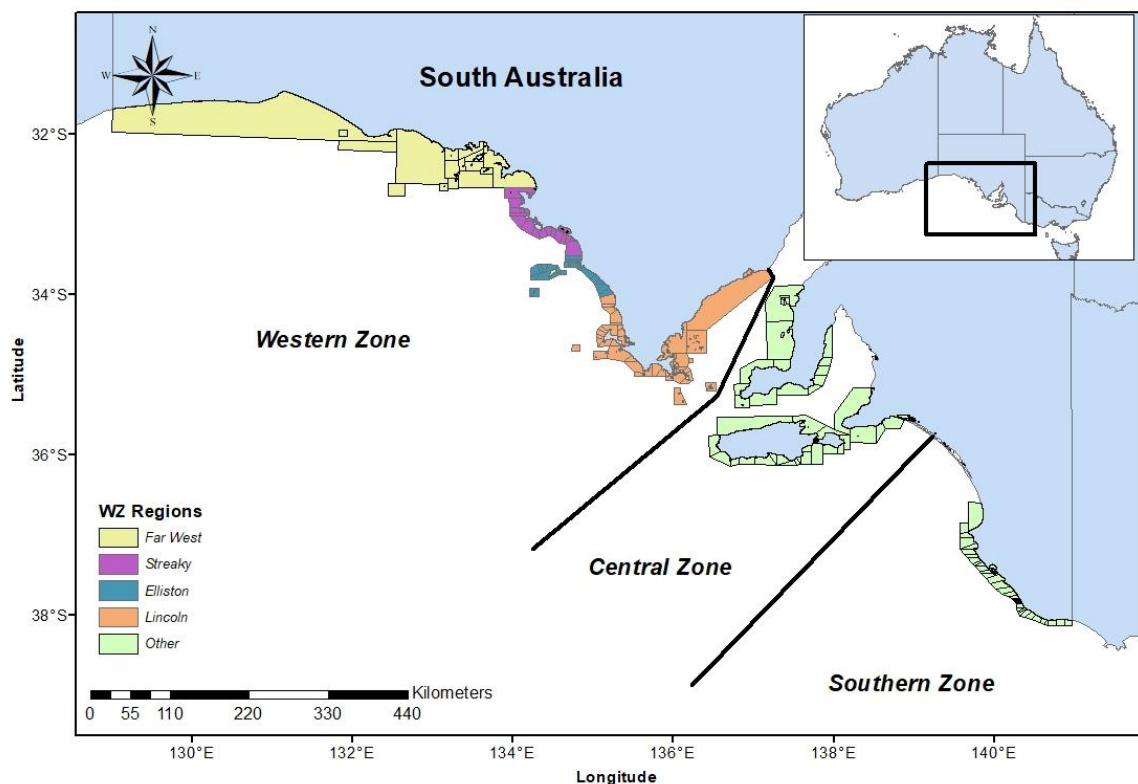 South Australia
N
W
E
S
32°S
34°S
36°S
38°S
Latitude
Western Zone
Central Zone
Southern Zone
WZ Regions
Far West
Streaky
Elliston
Lincoln
Other
Kilometers
0 55 110 220 330 440
130°E 132°E 134°E 136°E 138°E 140°E
Longitude